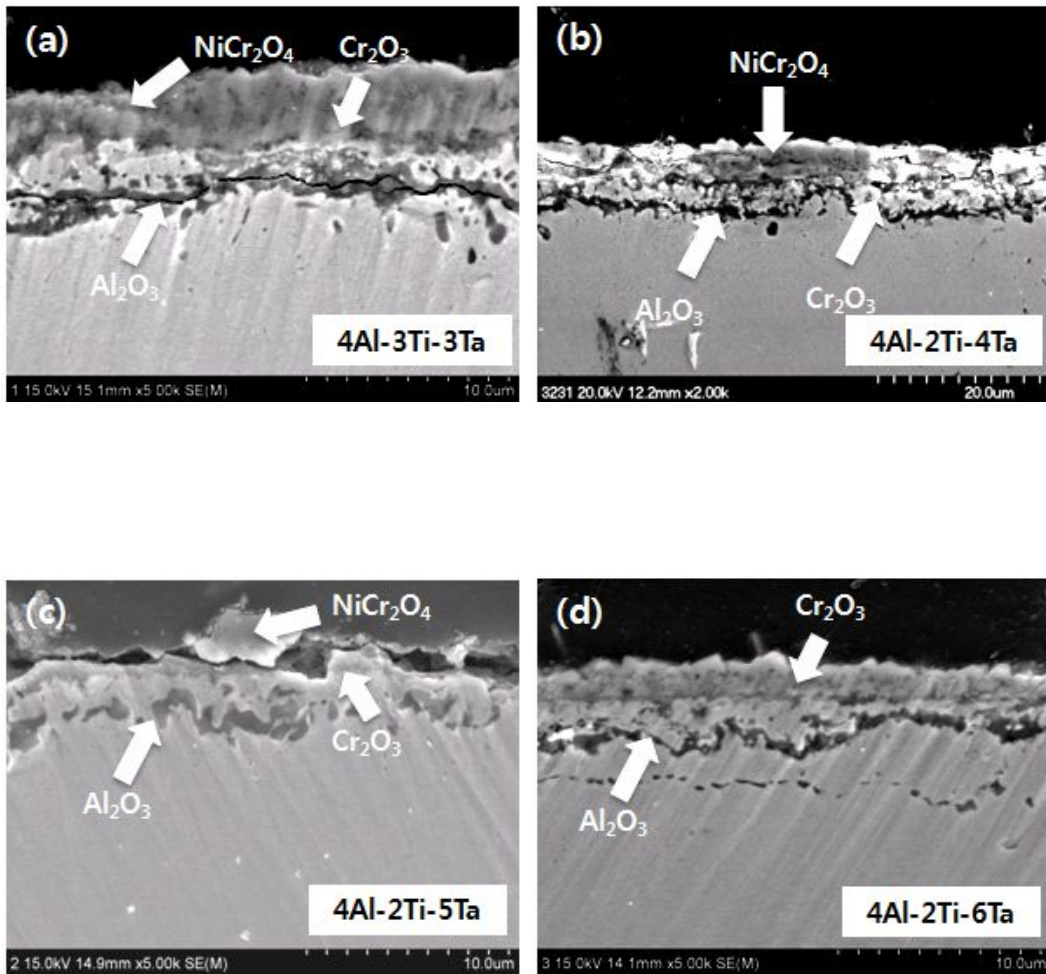 (a)
NiCr₂O₄
Cr₂O₃
Al₂O₃
4Al-3Ti-3Ta
1 15.0kV 15.1mm x5.00k SE(M)
10.0um
(b)
NiCr₂O₄
Al₂O₃
Cr₂O₃
4Al-2Ti-4Ta
3231 20.0kV 12.2mm x2.00k
20.0um
(c)
NiCr₂O₄
Cr₂O₃
Al₂O₃
4Al-2Ti-5Ta
2 15.0kV 14.9mm x5.00k SE(M)
10.0um
(d)
Cr₂O₃
Al₂O₃
4Al-2Ti-6Ta
3 15.0kV 14.1mm x5.00k SE(M)
10.0um